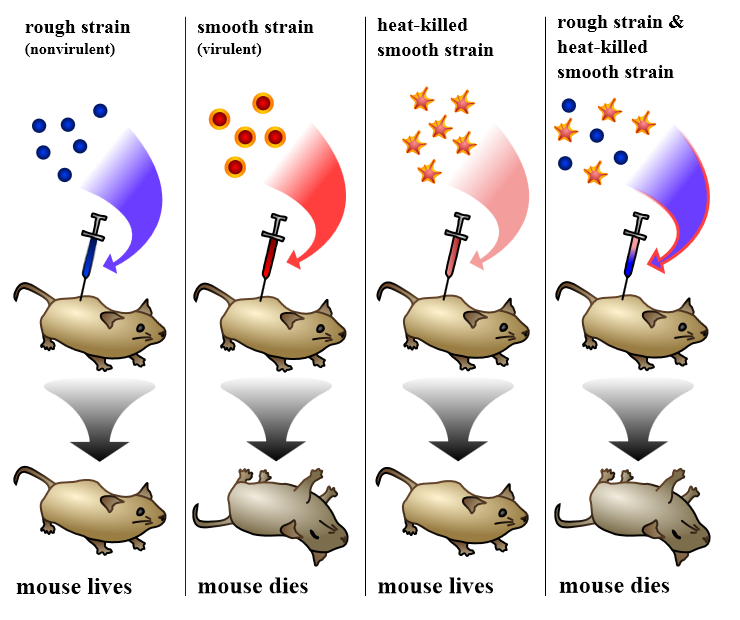 rough strain
(nonvirulent)
smooth strain
(virulent)
heat-killed
smooth strain
rough strain &
heat-killed
smooth strain
mouse lives
mouse dies
mouse lives
mouse dies